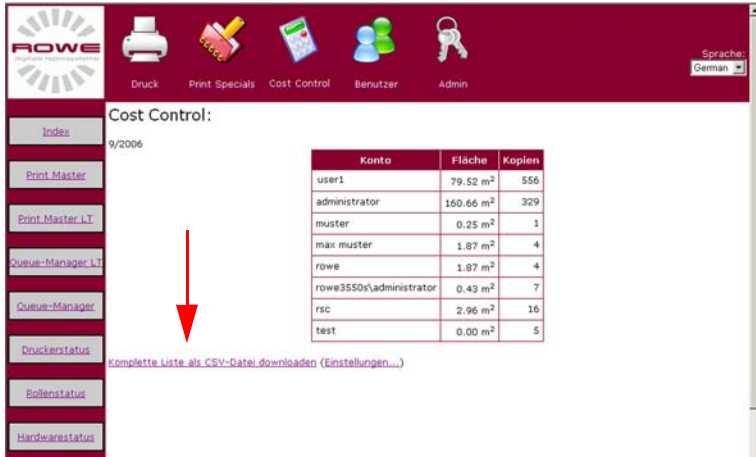 ROWE
digitale reprosysteme
Druck
Print Specials
Cost Control
Benutzer
Admin
Sprache:
German
Index
Print Master
Print Master LT
Queue-Manager LT
Queue-Manager
Druckerstatus
Rollenstatus
Hardwarestatus
Cost Control:
9/2006
Konto Fläche Kopien
user1 79.52 m² 556
administrator 160.66 m² 329
muster 0.25 m² 1
max muster 1.87 m² 4
rowe 1.87 m² 4
rowe3550s\administrator 0.43 m² 7
rsc 2.96 m² 16
test 0.00 m² 5
Komplette Liste als CSV-Datei downloaden (Einstellungen...)